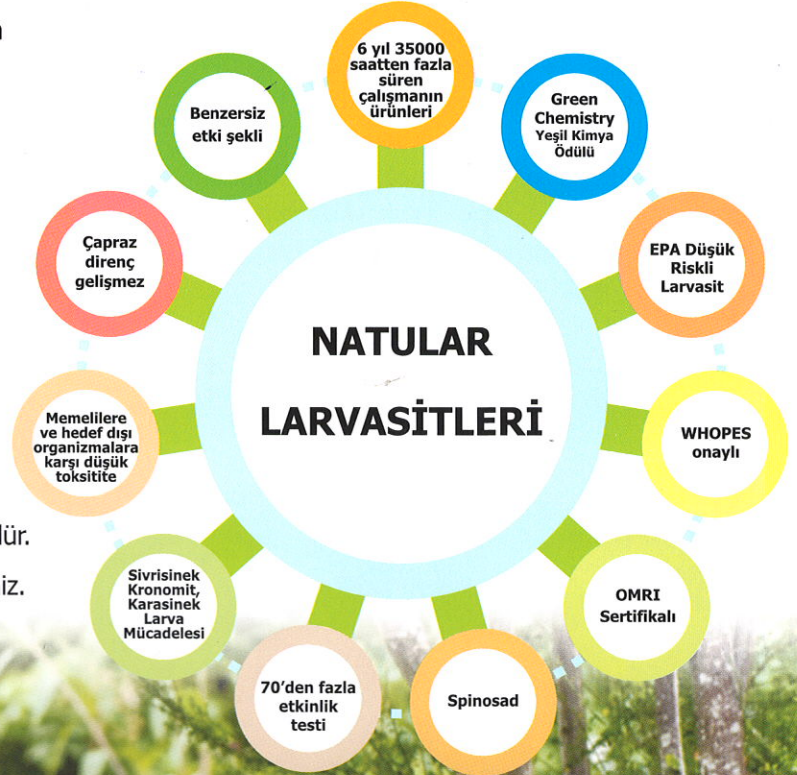 6 yıl 35000
saatten fazla
süren
çalışmanın
ürünleri
Green
Chemistry
Yeşil Kimya
Ödülü
EPA Düşük
Riskli
Larvasit
WHOPES
onaylı
OMRI
Sertifikalı
Spinosad
70'den fazla
etkinlik
testi
Sivrisinek
Kronomit,
Karasinek
Larva
Mücadelesi
Memelilere
ve hedef dışı
organizmalara
karşı düşük
toksitite
Çapraz
direnç
gelişmez
Benzersiz
etki şekli
NATULAR
LARVASİTLERİ
iz.